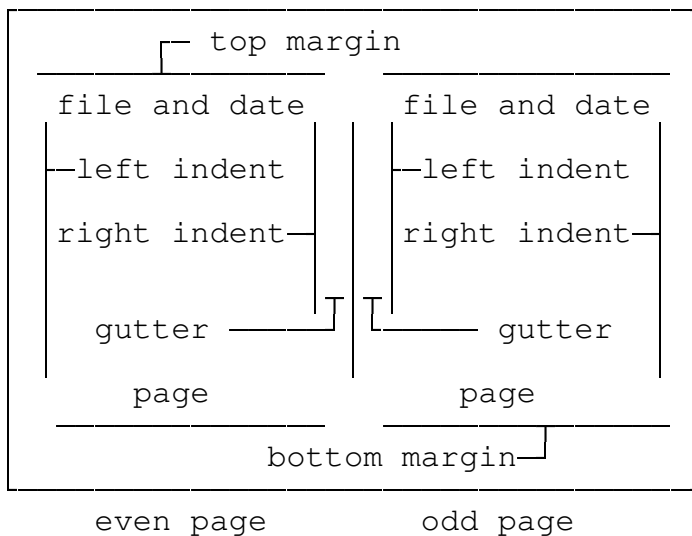 top margin
file and date file and date
left indent left indent
right indent right indent
gutter gutter
page page
bottom margin
even page odd page